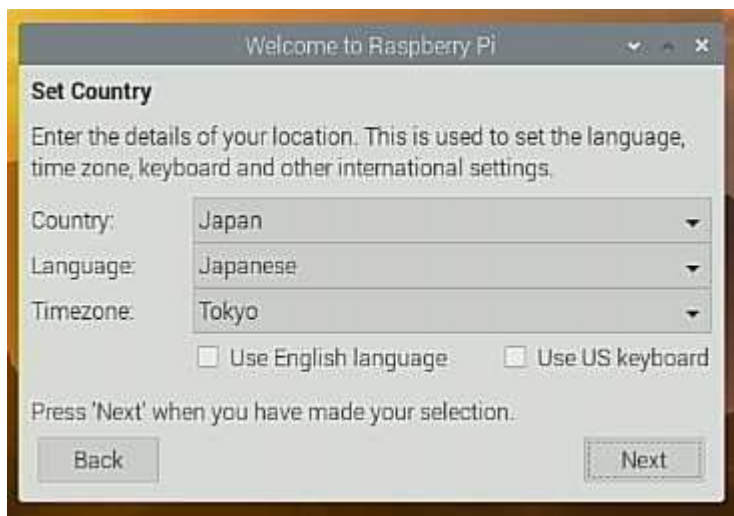 Welcome to Raspberry Pi
Set Country
Enter the details of your location. This is used to set the language,
time zone, keyboard and other international settings.
Country: Japan
Language: Japanese
Timezone: Tokyo
Use English language Use US keyboard
Press 'Next' when you have made your selection.
Back Next